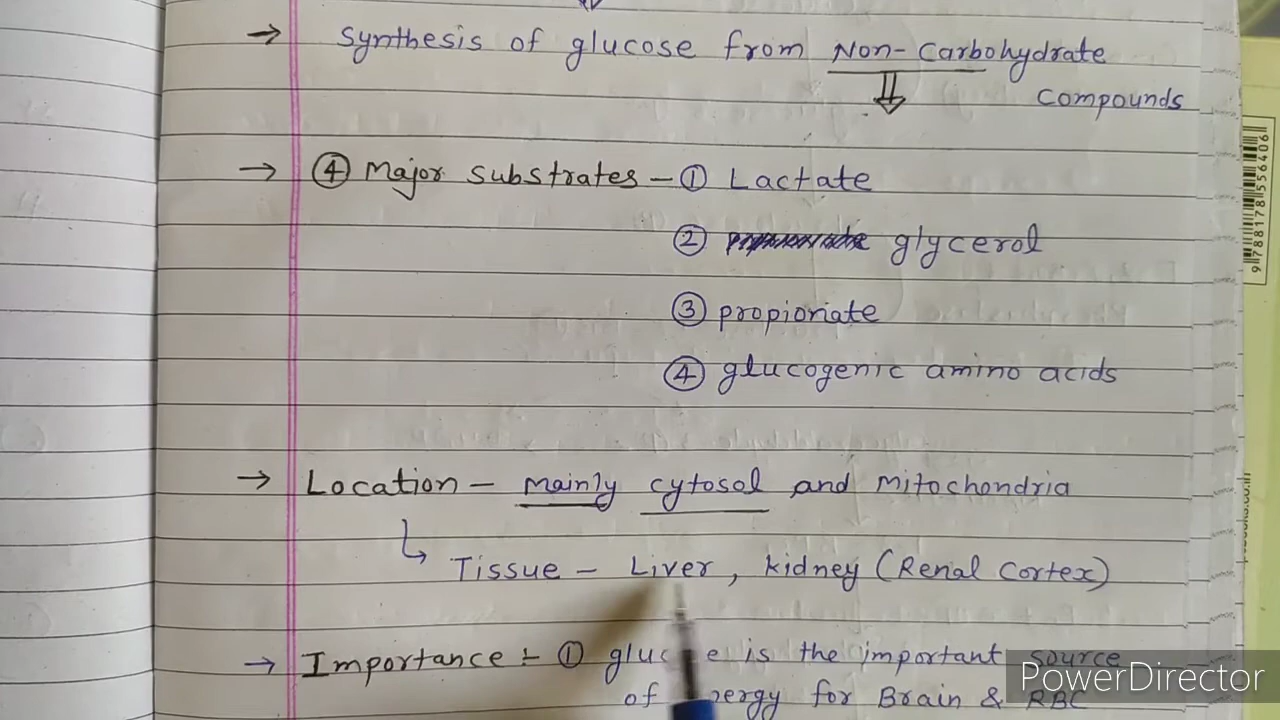 → Synthesis of glucose from Non-Carbohydrate
compounds
→ ④ Major substrates - ① Lactate
② glycerol
③ propionate
④ glucogenic amino acids
→ Location - mainly cytosol and mitochondria
Tissue - Liver, kidney (Renal cortex)
→ Importance :- ① is the important source
of for Brain & RBC
PowerDirector
9788178556406